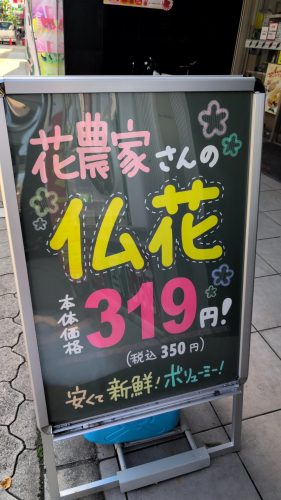 花農家さんの
仏花
本体価格 319円!
(税込 350円)
安くて新鮮! ボリューミー!